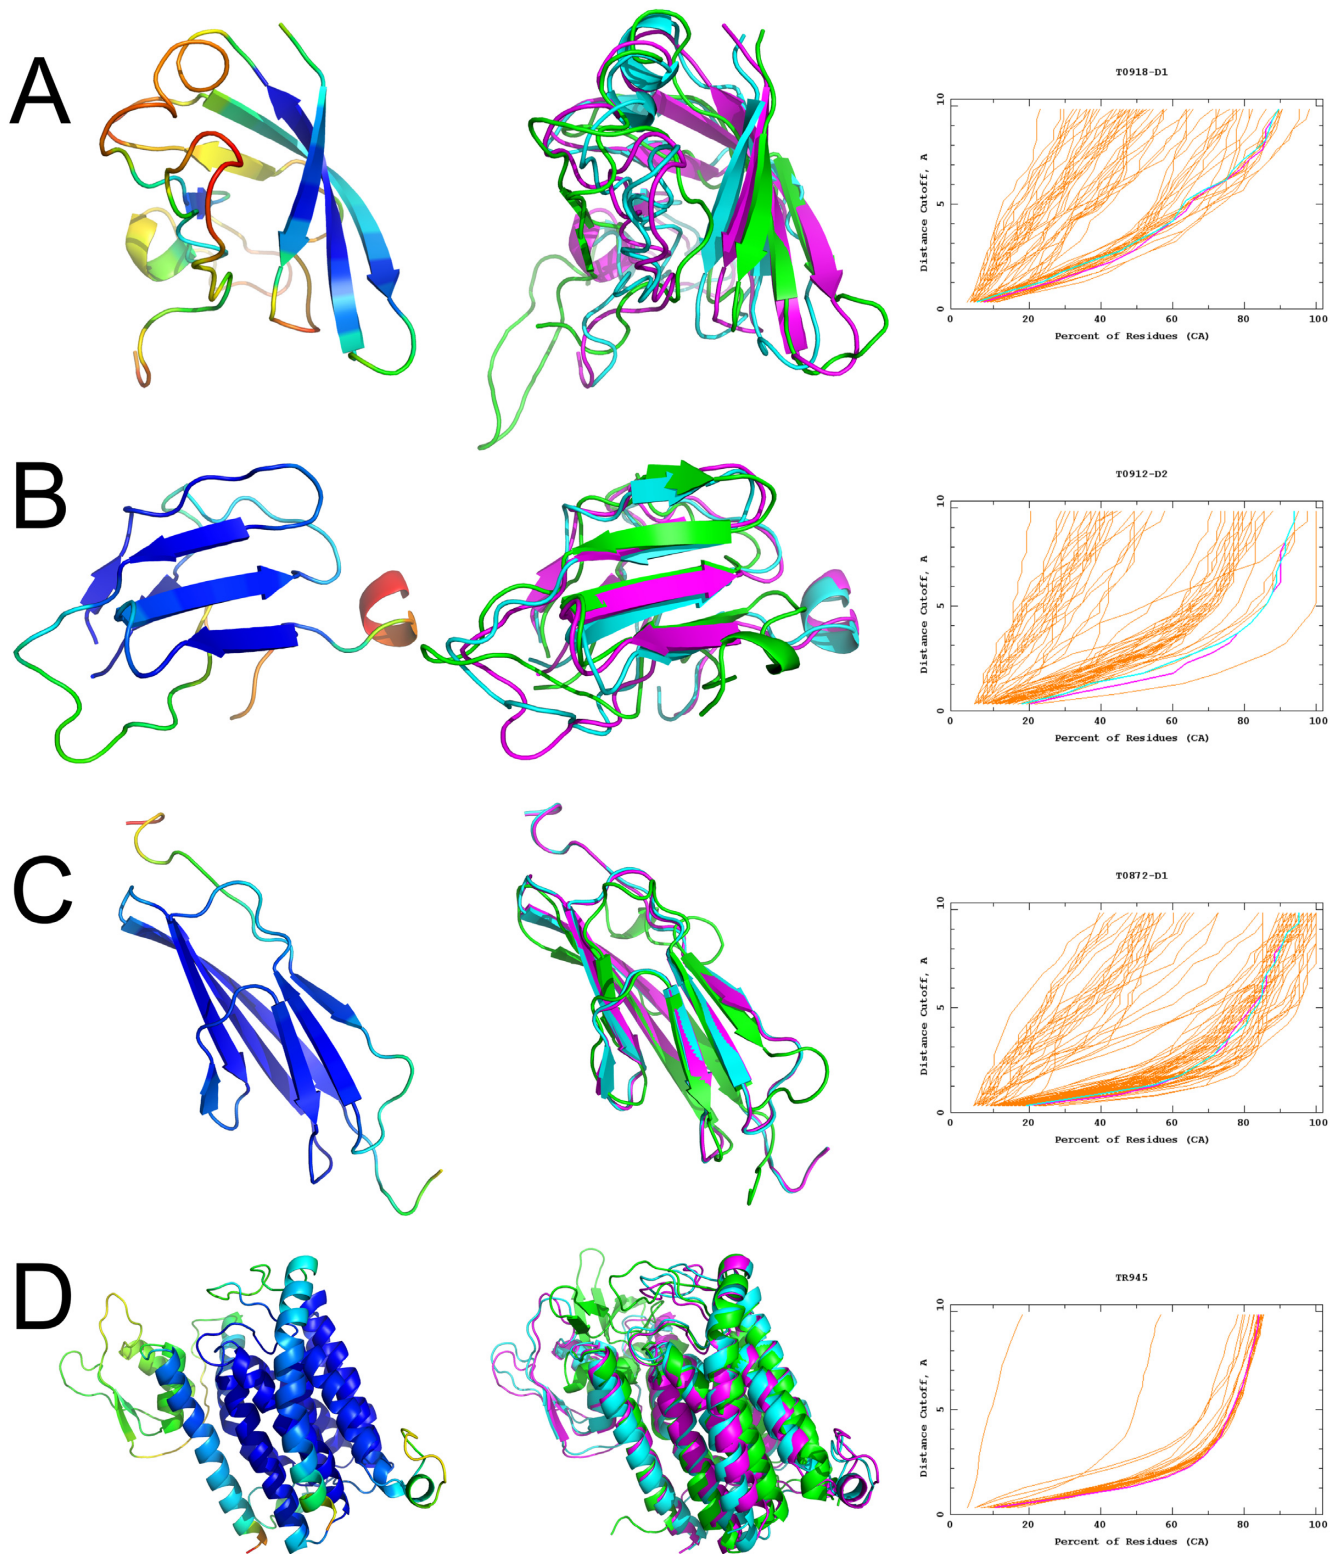 A
T0918-D1
10
5
0
Distance Cutoff, A
0 20 40 60 80 100
Percent of Residues (CA)
B
T0912-D2
10
5
0
Distance Cutoff, A
0 20 40 60 80 100
Percent of Residues (CA)
C
T0872-D1
10
5
0
Distance Cutoff, A
0 20 40 60 80 100
Percent of Residues (CA)
D
TR945
10
5
0
Distance Cutoff, A
0 20 40 60 80 100
Percent of Residues (CA)